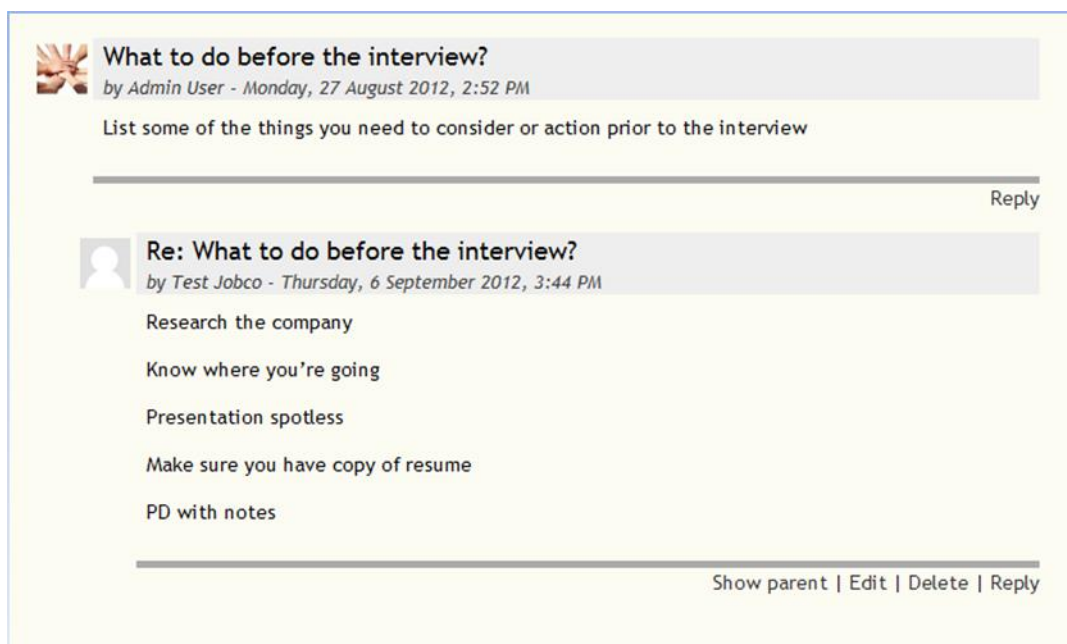 What to do before the interview?
by Admin User - Monday, 27 August 2012, 2:52 PM
List some of the things you need to consider or action prior to the interview
Reply
Re: What to do before the interview?
by Test Jobco - Thursday, 6 September 2012, 3:44 PM
Research the company
Know where you’re going
Presentation spotless
Make sure you have copy of resume
PD with notes
Show parent | Edit | Delete | Reply